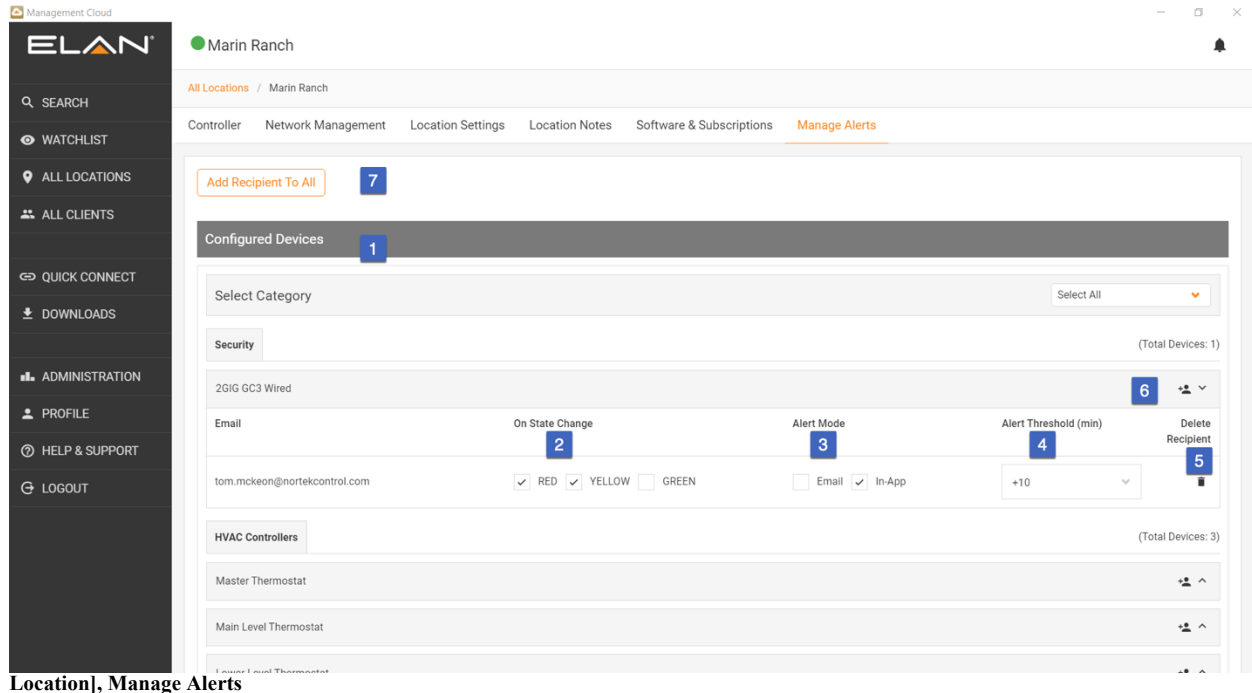 Management Cloud
ELAN
Marin Ranch
All Locations / Marin Ranch
SEARCH
WATCHLIST
ALL LOCATIONS
ALL CLIENTS
QUICK CONNECT
DOWNLOADS
ADMINISTRATION
PROFILE
HELP & SUPPORT
LOGOUT
Controller Network Management Location Settings Location Notes Software & Subscriptions Manage Alerts
Add Recipient To All 7
Configured Devices 1
Select Category Select All
Security (Total Devices: 1)
2GIG GC3 Wired 6
Email On State Change Alert Mode Alert Threshold (min) Delete
Recipient
2 3 4 5
tom.mckeon@nortekcontrol.com RED YELLOW GREEN Email In-App +10
HVAC Controllers (Total Devices: 3)
Master Thermostat
Main Level Thermostat
Lower Level Thermostat
Location], Manage Alerts